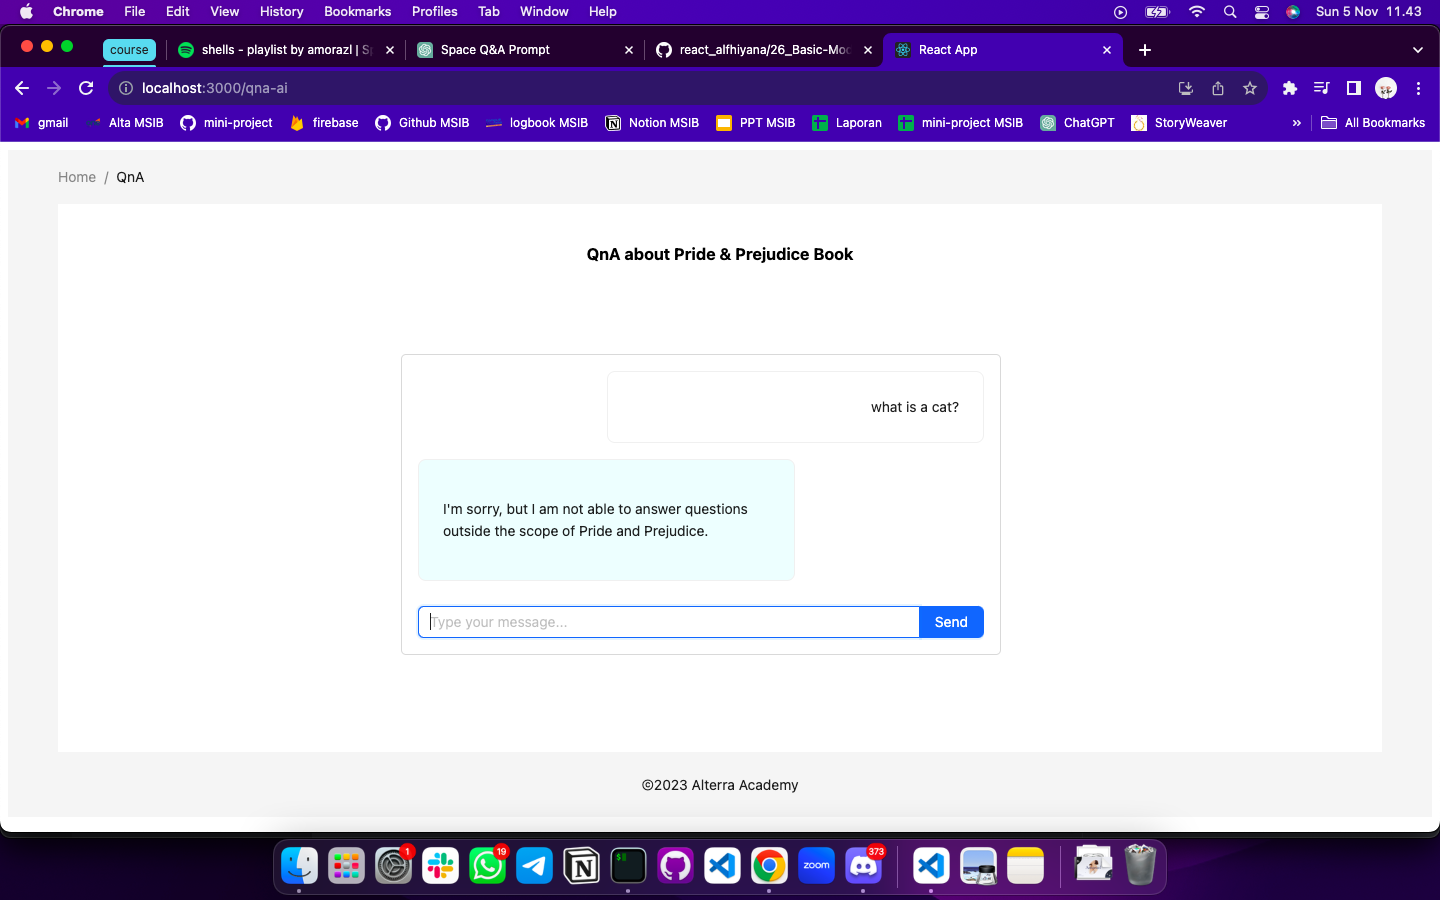 Chrome File Edit View History Bookmarks Profiles Tab Window Help Sun 5 Nov 11.43
course shells - playlist by amorazl | Sp Space Q&A Prompt react_alfhiyana/26_Basic-Moc React App
localhost:3000/qna-ai
gmail Alta MSIB mini-project firebase Github MSIB logbook MSIB Notion MSIB PPT MSIB Laporan mini-project MSIB ChatGPT StoryWeaver » All Bookmarks
Home / QnA
QnA about Pride & Prejudice Book
what is a cat?
I'm sorry, but I am not able to answer questions
outside the scope of Pride and Prejudice.
Type your message...
Send
©2023 Alterra Academy
1 19 $ zoom 373